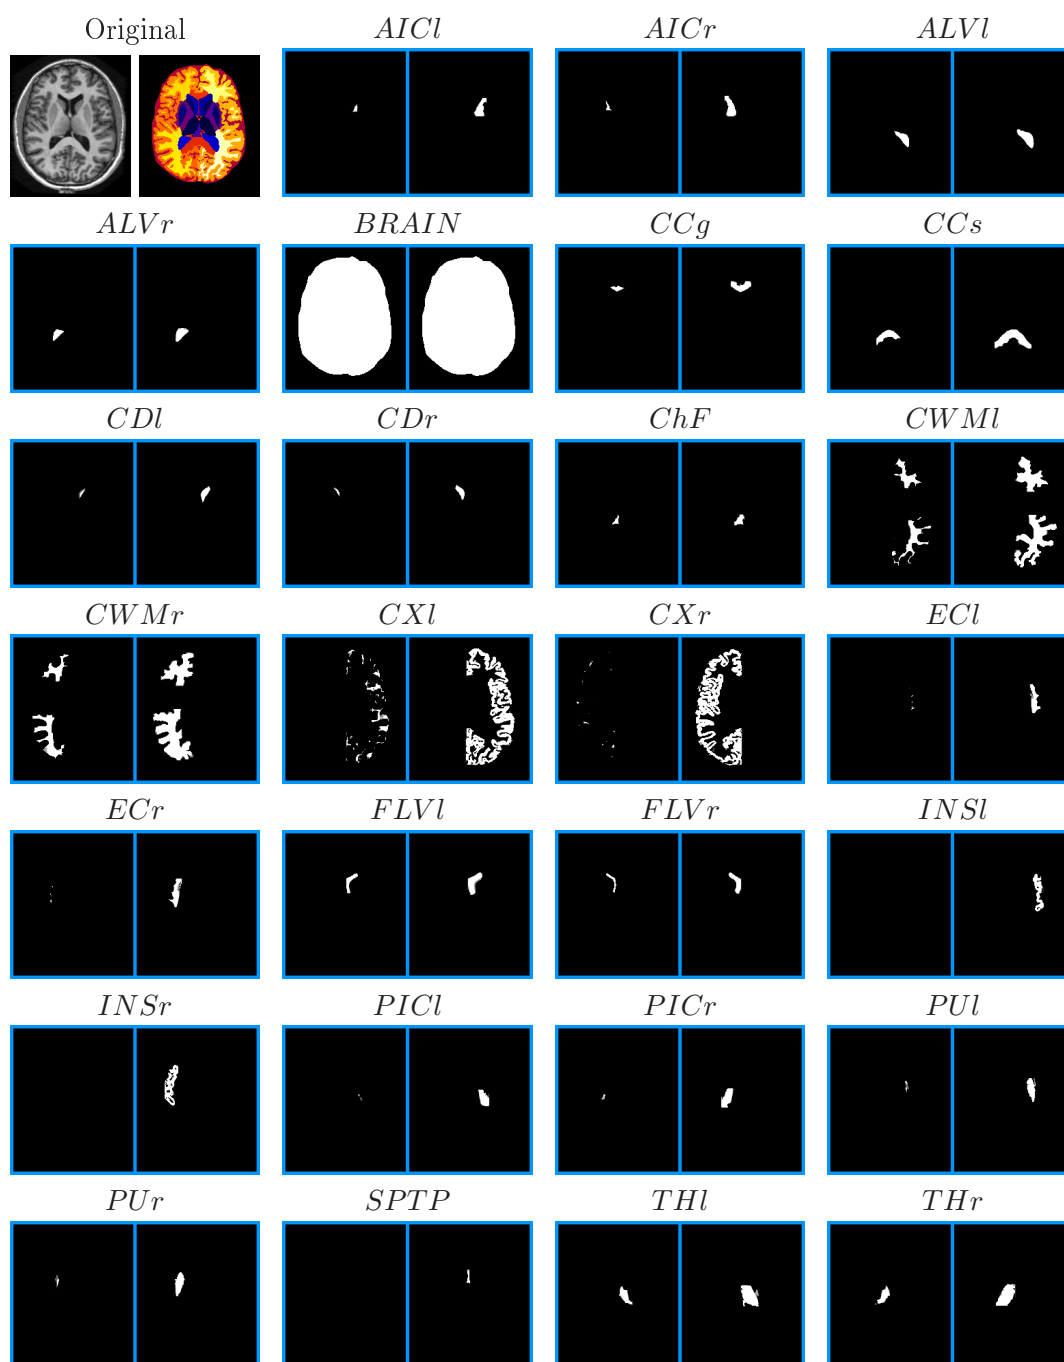 Original AICl AICr ALVl
ALVr BRAIN CCg CCs
CDl CDr ChF CWMl
CWMr CXl CXr ECl
ECr FLVl FLVr INSl
INSr PICl PICr PUl
PUr SPTP THl THr